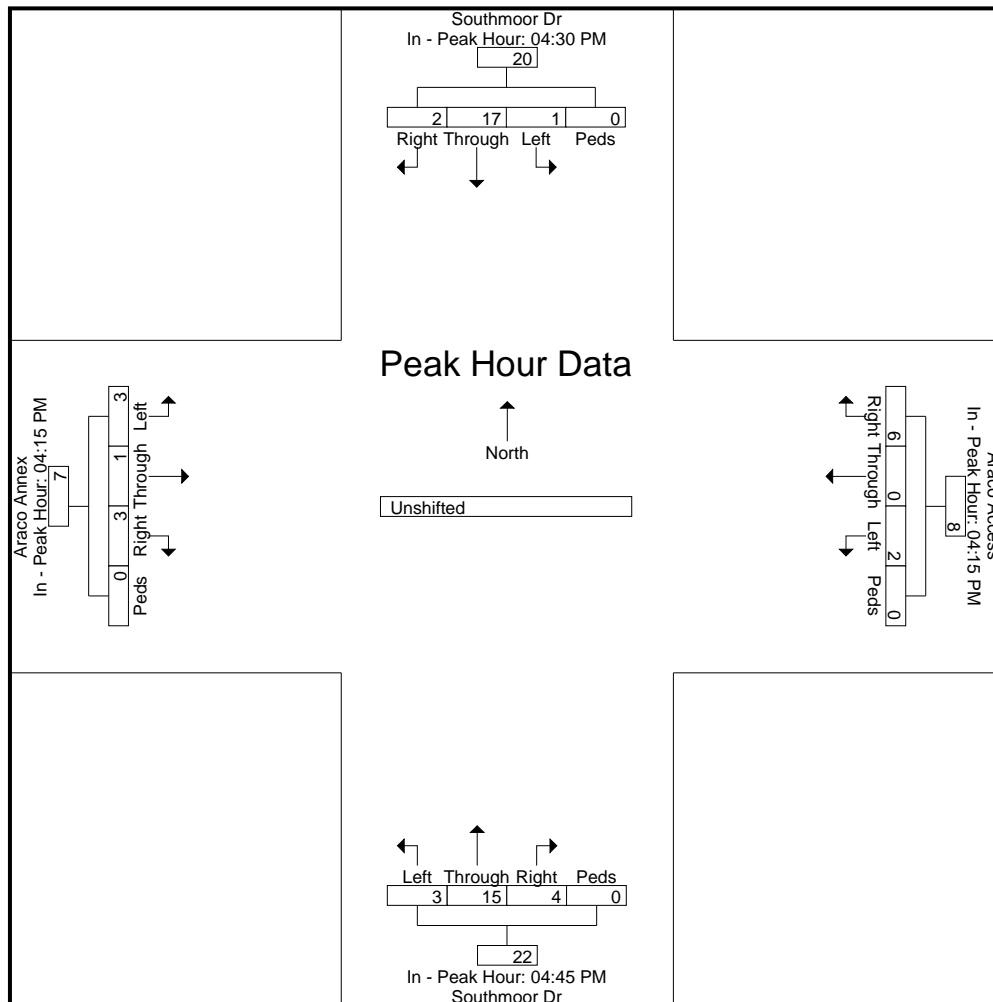 Southmoor Dr
In - Peak Hour: 04:30 PM
20
2 17 1 0
Right Through Left Peds
Peak Hour Data
North
Unshifted
Araco Annex
In - Peak Hour: 04:15 PM
7
3 1 3 0
Left Through Right Peds
Araco Access
In - Peak Hour: 04:15 PM
8
6 0 2 0
Right Through Left Peds
Left Through Right Peds
3 15 4 0
22
In - Peak Hour: 04:45 PM
Southmoor Dr